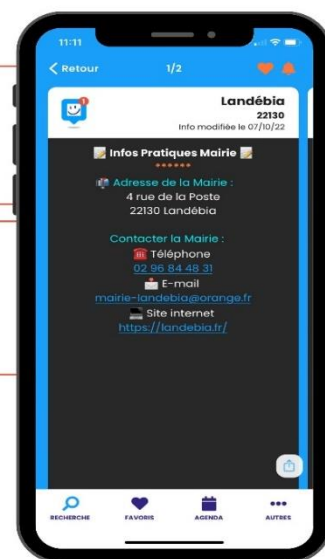 11:11
Retour
1/2
1
Landébia
22130
Info modifiée le 07/10/22
Infos Pratiques Mairie
Adresse de la Mairie :
4 rue de la Poste
22130 Landébia
Contacter la Mairie :
Téléphone
02 96 84 48 31
E-mail
mairie-landebia@orange.fr
Site internet
https://landebia.fr/
RECHERCHE
FAVORIS
AGENDA
AUTRES